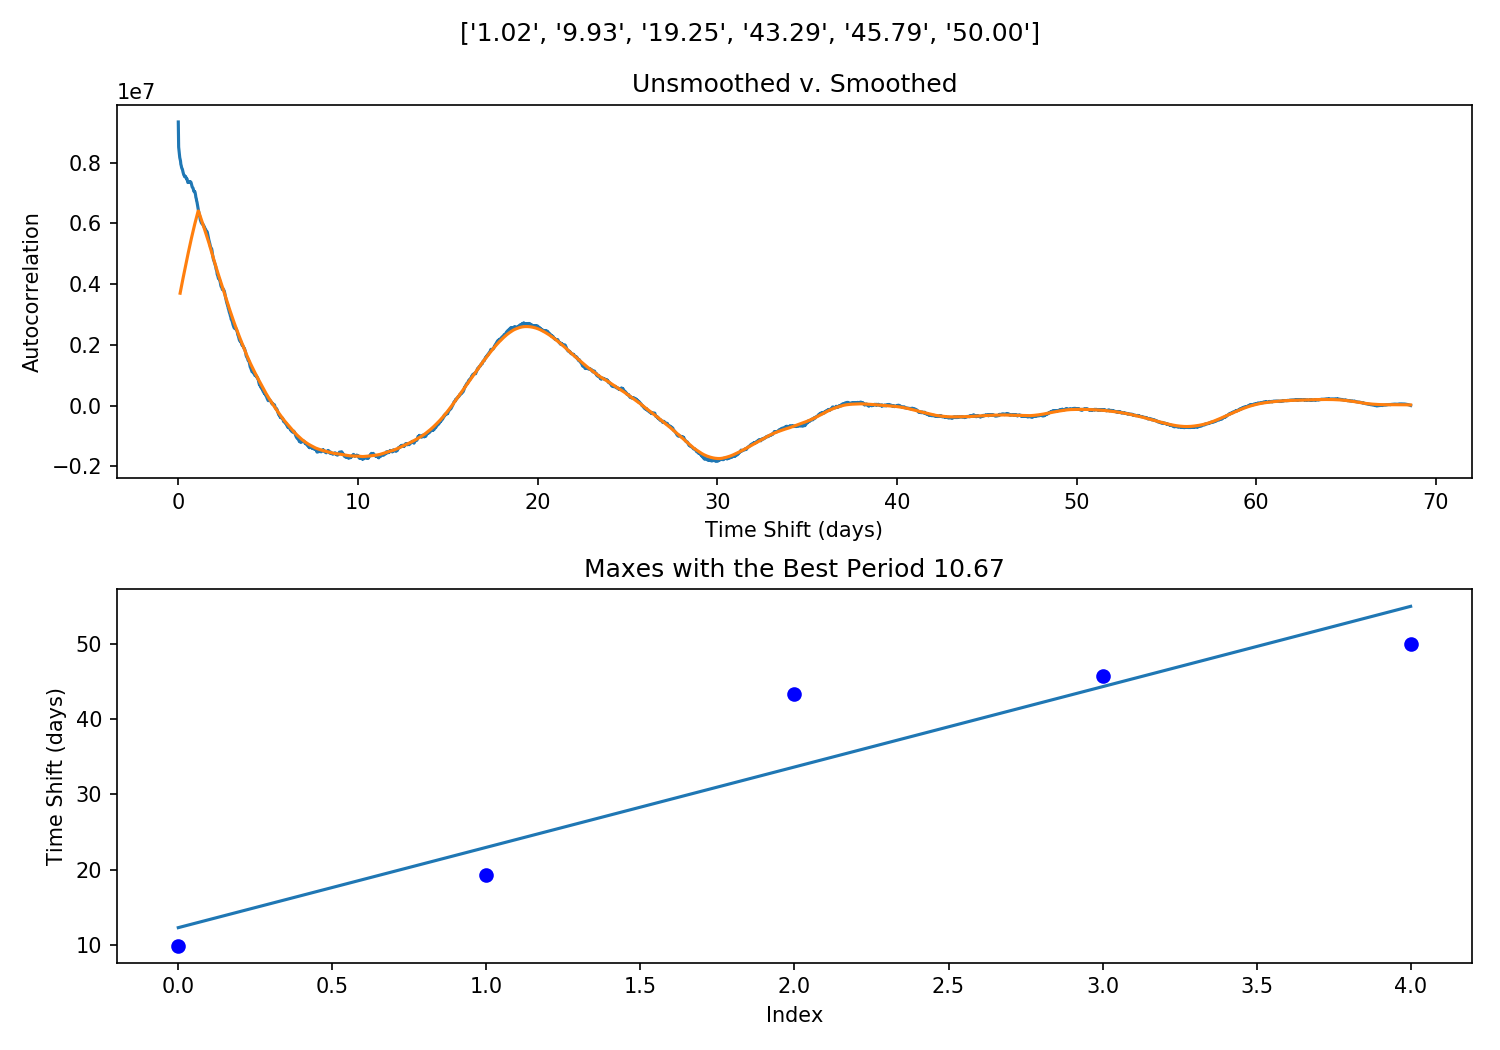 ['1.02', '9.93', '19.25', '43.29', '45.79', '50.00']
Unsmoothed v. Smoothed
1e7
0.8
0.6
0.4
0.2
0.0
−0.2
Autocorrelation
0 10 20 30 40 50 60 70
Time Shift (days)
Maxes with the Best Period 10.67
50
40
30
20
10
Time Shift (days)
0.0 0.5 1.0 1.5 2.0 2.5 3.0 3.5 4.0
Index